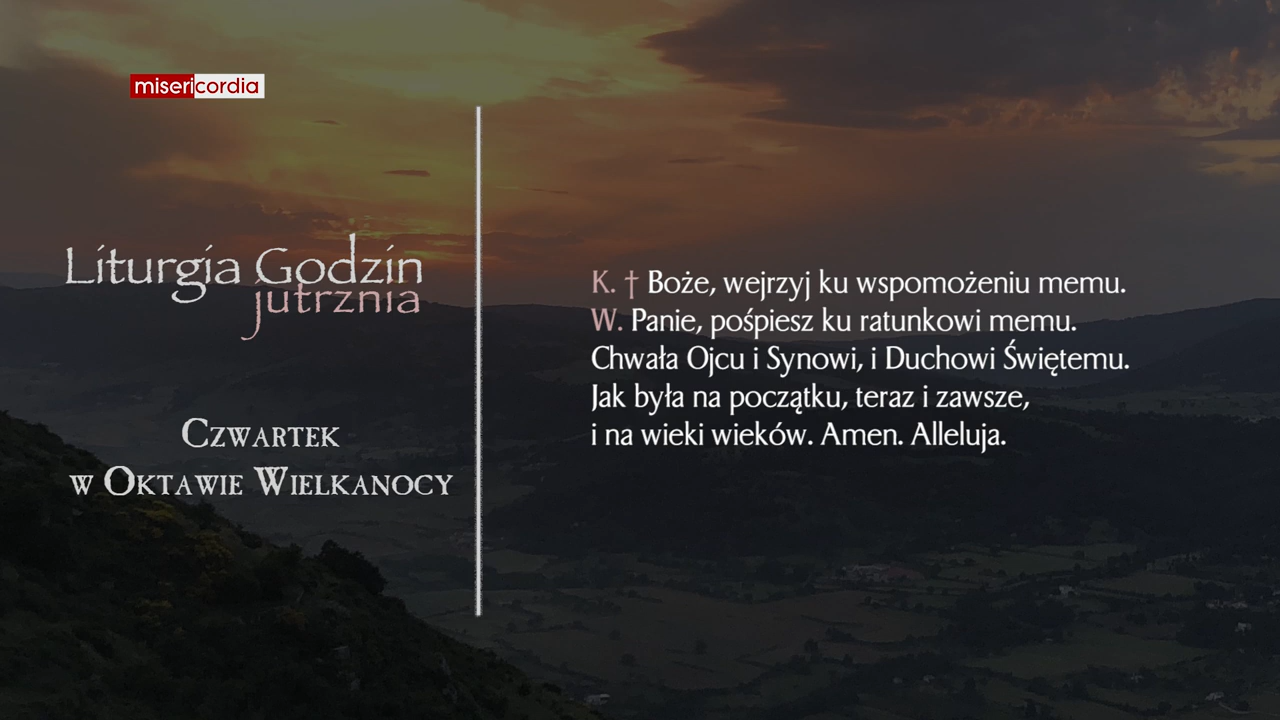 misericordia
Liturgia Godzin
jutrznia
Czwartek
w Oktawie Wielkanocy
K. † Boże, wejrzyj ku wspomożeniu memu.
W. Panie, pośpiesz ku ratunkowi memu.
Chwała Ojcu i Synowi, i Duchowi Świętemu.
Jak była na początku, teraz i zawsze,
i na wieki wieków. Amen. Alleluja.